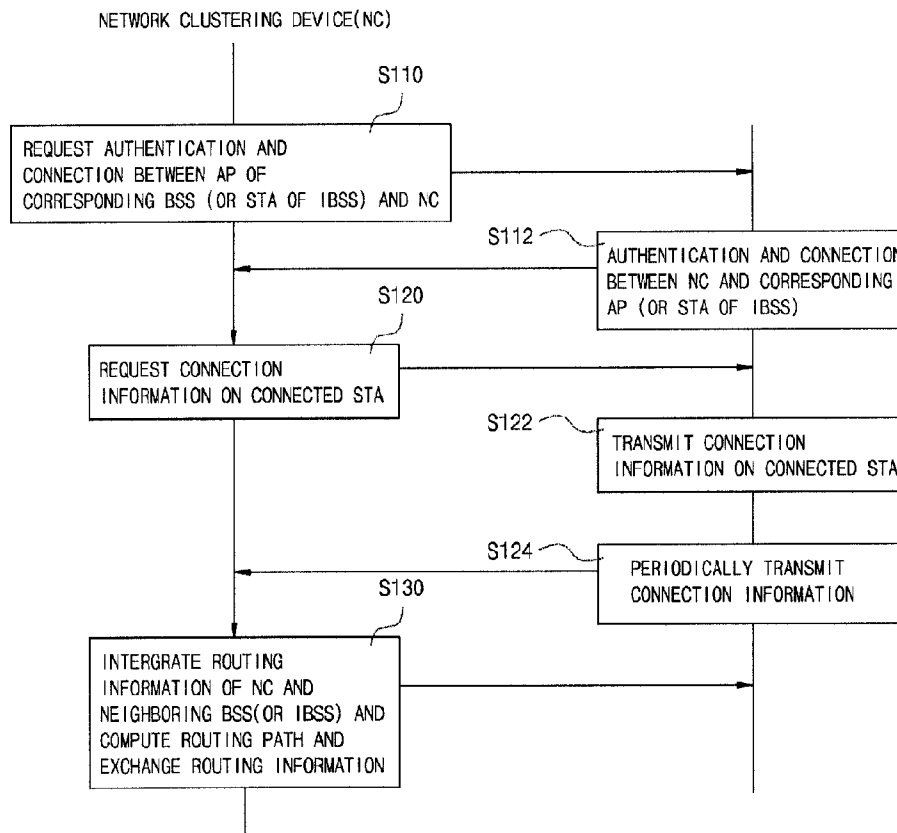 NETWORK CLUSTERING DEVICE(NC)
S110
REQUEST AUTHENTICATION AND
CONNECTION BETWEEN AP OF
CORRESPONDING BSS (OR STA OF IBSS) AND NC
S112
AUTHENTICATION AND CONNECTION
BETWEEN NC AND CORRESPONDING
AP (OR STA OF IBSS)
S120
REQUEST CONNECTION
INFORMATION ON CONNECTED STA
S122
TRANSMIT CONNECTION
INFORMATION ON CONNECTED STA
S124
PERIODICALLY TRANSMIT
CONNECTION INFORMATION
S130
INTERGRATE ROUTING
INFORMATION OF NC AND
NEIGHBORING BSS(OR IBSS) AND
COMPUTE ROUTING PATH AND
EXCHANGE ROUTING INFORMATION